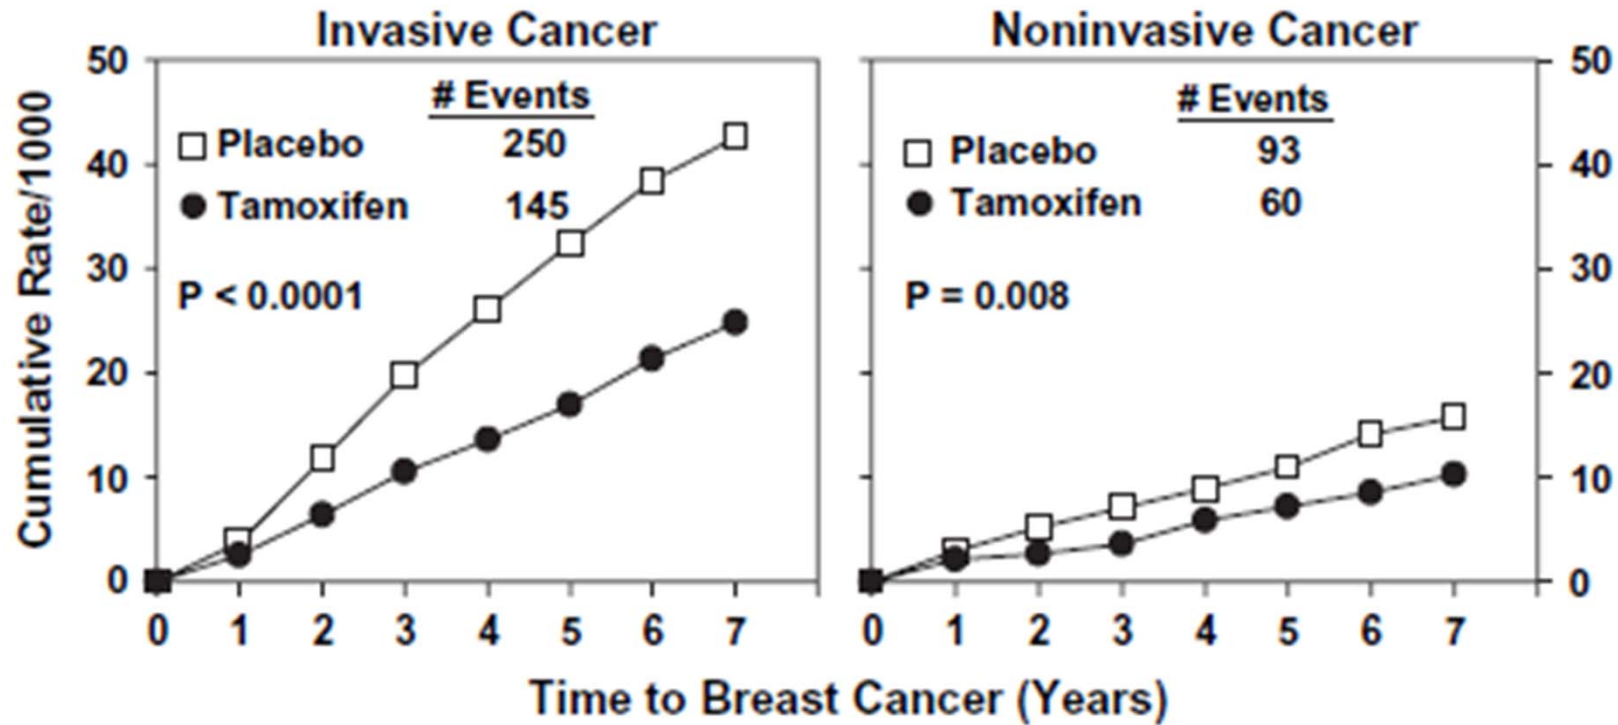 Invasive Cancer
Noninvasive Cancer
Cumulative Rate/1000
50
40
30
20
10
0
# Events
Placebo 250
Tamoxifen 145
P < 0.0001
0 1 2 3 4 5 6 7
# Events
Placebo 93
Tamoxifen 60
P = 0.008
0 1 2 3 4 5 6 7
50
40
30
20
10
0
Time to Breast Cancer (Years)